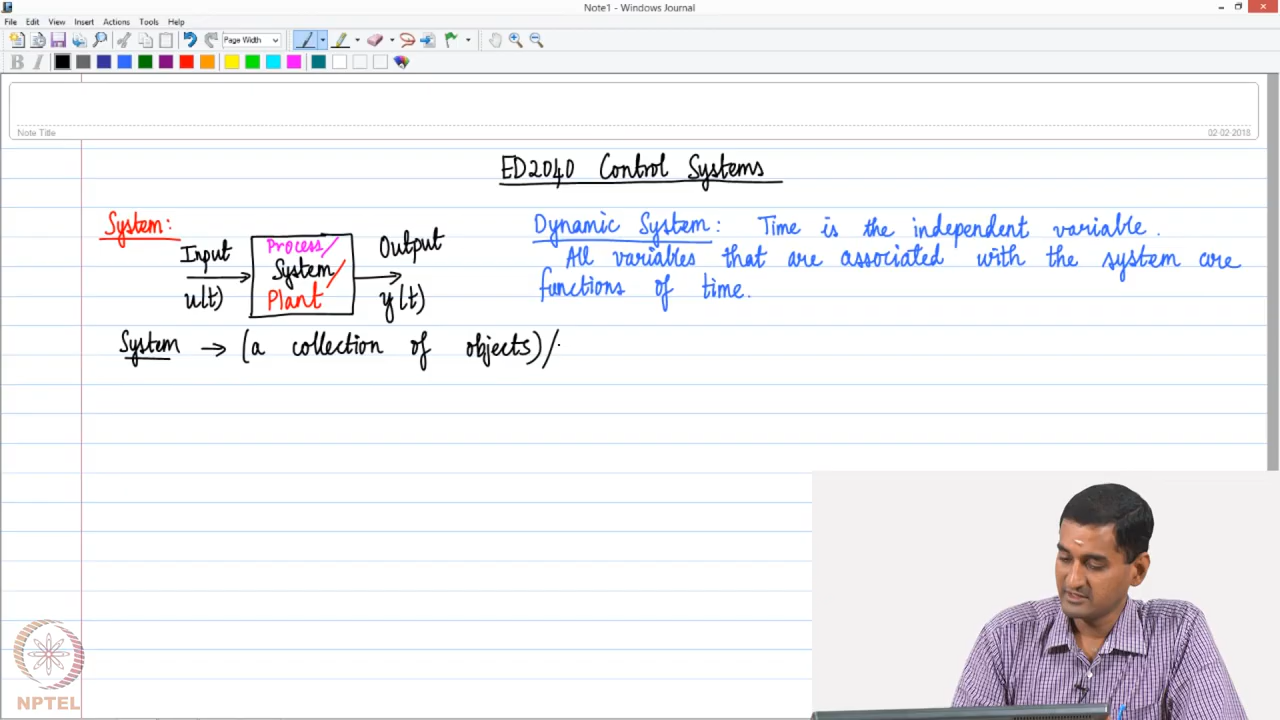 Note1 - Windows Journal
File Edit View Insert Actions Tools Help
Page Width
B I
Note Title
02-02-2018
ED2040 Control Systems
System:
Input
u(t)
Process/
System/
Plant
Output
y(t)
Dynamic System: Time is the independent variable.
All variables that are associated with the system are
functions of time.
System → (a collection of objects)/
NPTEL